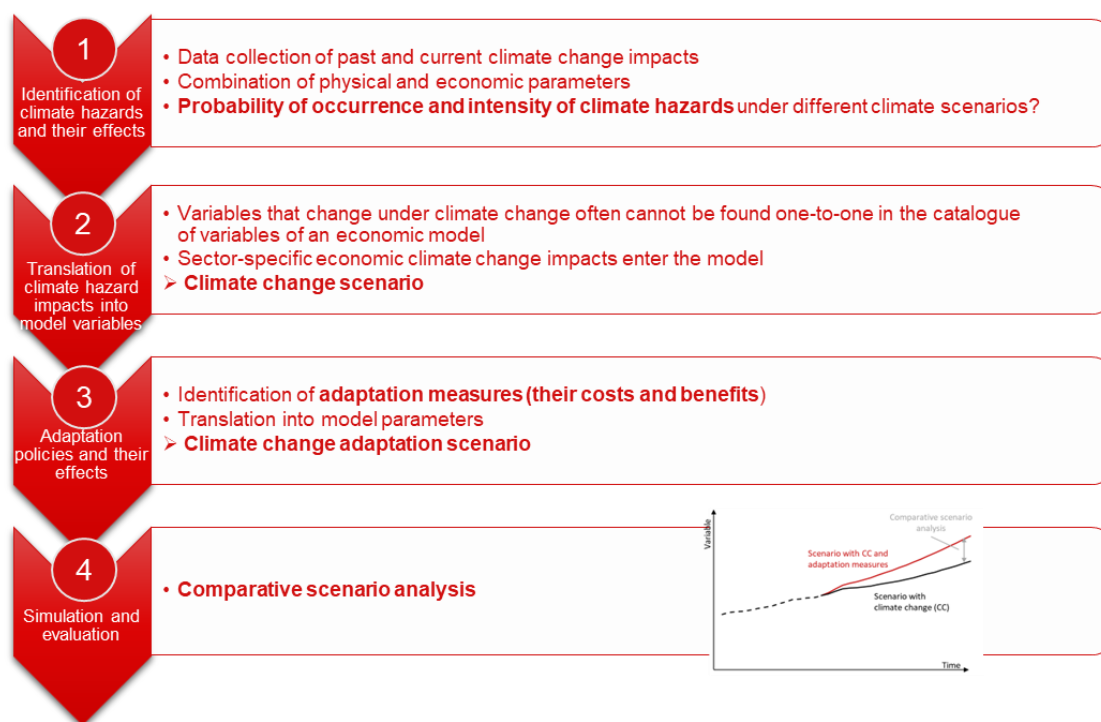 1
Identification of
climate hazards
and their effects
• Data collection of past and current climate change impacts
• Combination of physical and economic parameters
• Probability of occurrence and intensity of climate hazards under different climate scenarios?
2
Translation of
climate hazard
impacts into
model variables
• Variables that change under climate change often cannot be found one-to-one in the catalogue
of variables of an economic model
• Sector-specific economic climate change impacts enter the model
➢ Climate change scenario
3
Adaptation
policies and their
effects
• Identification of adaptation measures (their costs and benefits)
• Translation into model parameters
➢ Climate change adaptation scenario
4
Simulation and
evaluation
• Comparative scenario analysis
Variable
Comparative scenario
analysis
Scenario with CC and
adaptation measures
Scenario with
climate change (CC)
Time